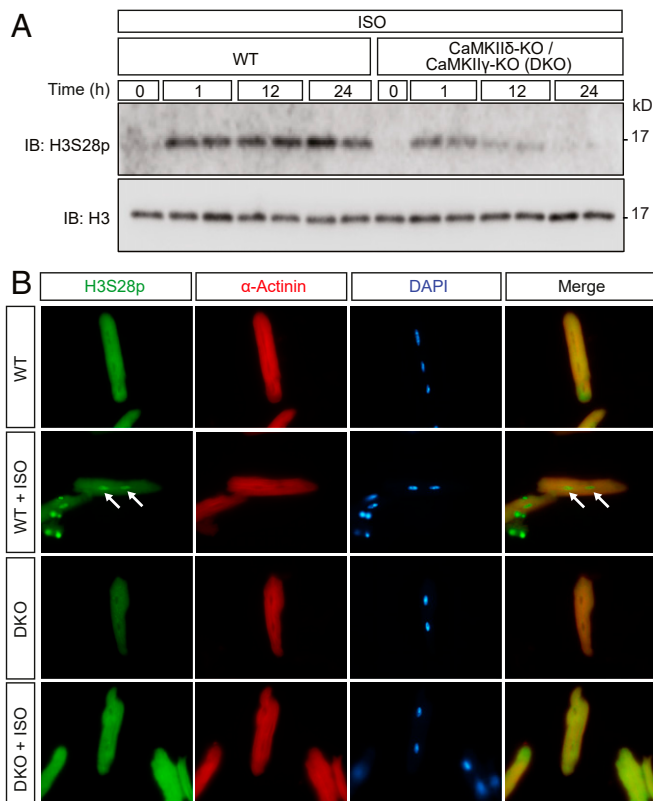 A
ISO
WT
CaMKIIδ-KO /
CaMKIIγ-KO (DKO)
Time (h) 0 1 12 24 0 1 12 24
kD
IB: H3S28p
17
IB: H3
17
B
H3S28p α-Actinin DAPI Merge
WT
WT + ISO
DKO
DKO + ISO